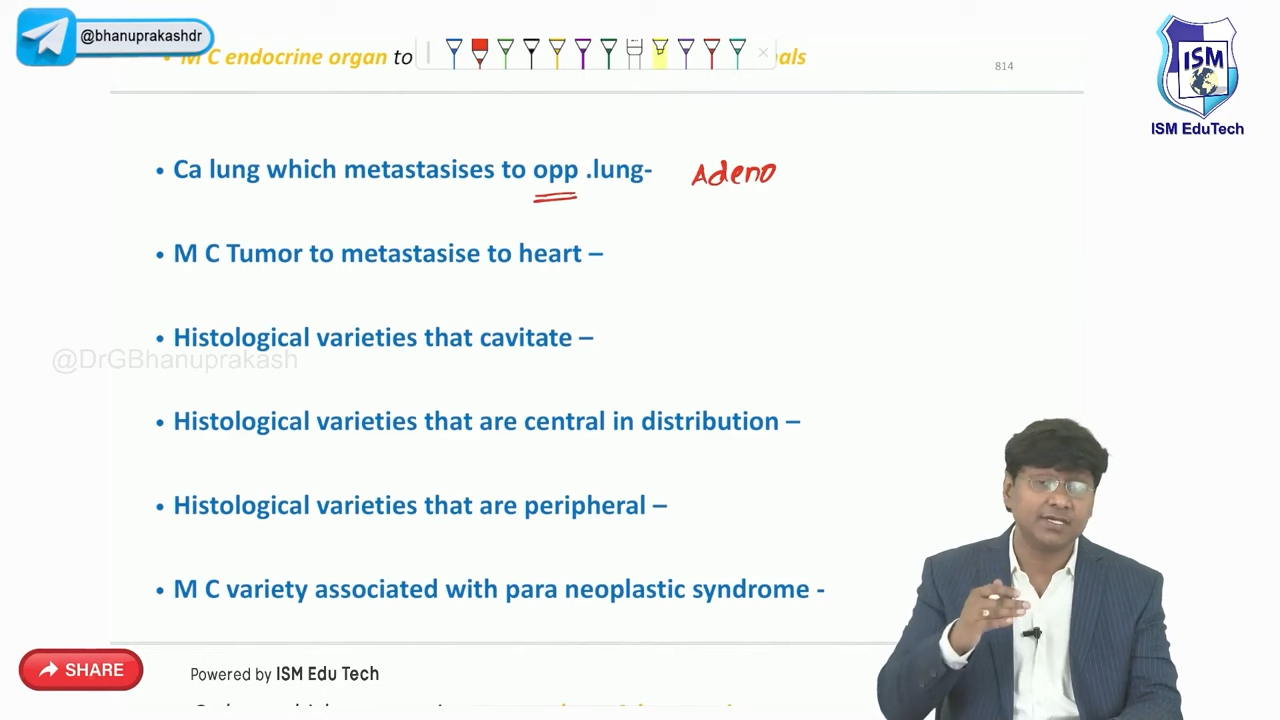 @bhanuprakashdr
• M C endocrine organ to
als
814
ISM
ISM EduTech
• Ca lung which metastasises to opp .lung- Adeno
• M C Tumor to metastasise to heart –
• Histological varieties that cavitate –
@DrGBhanuprakash
• Histological varieties that are central in distribution –
• Histological varieties that are peripheral –
• M C variety associated with para neoplastic syndrome -
SHARE
Powered by ISM Edu Tech